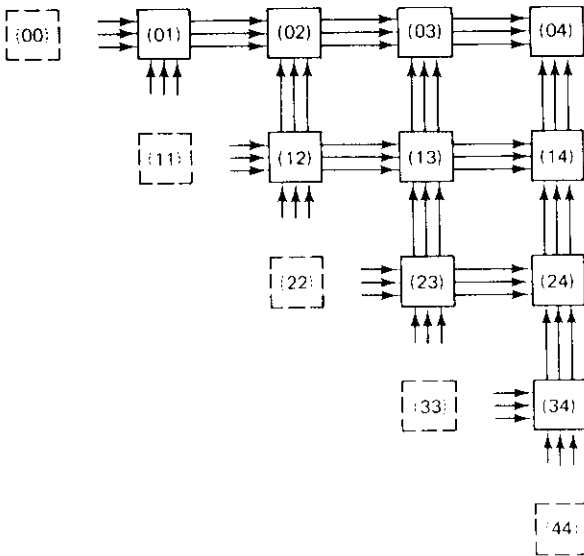 (00) (01) (02) (03) (04)
(11) (12) (13) (14)
(22) (23) (24)
(33) (34)
(44)